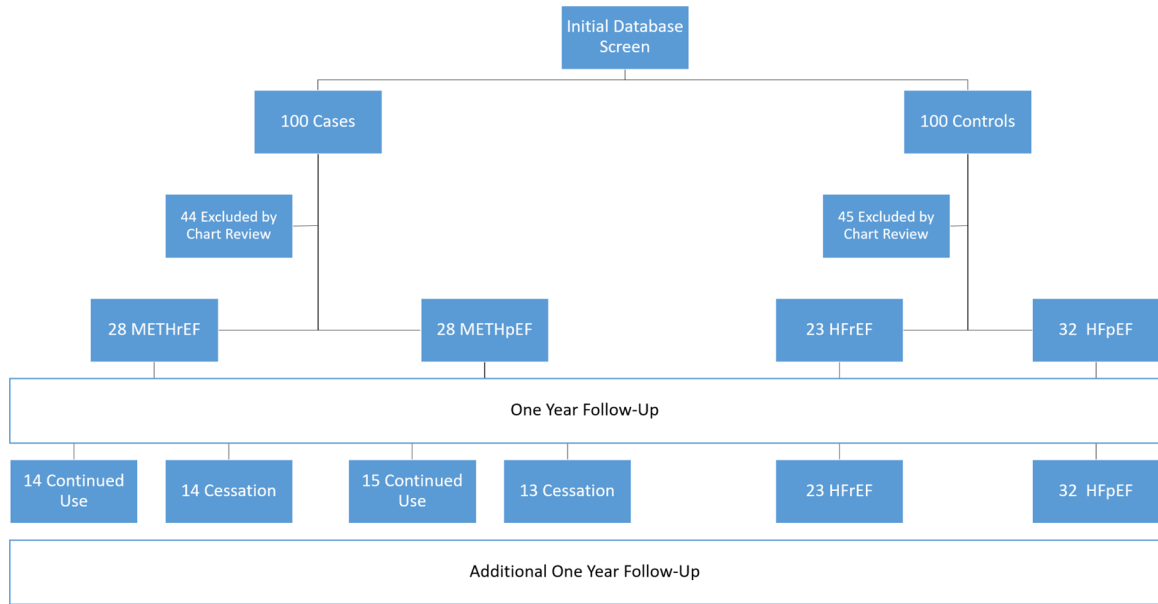 Initial Database
Screen
100 Cases
100 Controls
44 Excluded by
Chart Review
45 Excluded by
Chart Review
28 METHrEF
28 METHpEF
23 HFrEF
32 HFpEF
One Year Follow-Up
14 Continued
Use
14 Cessation
15 Continued
Use
13 Cessation
23 HFrEF
32 HFpEF
Additional One Year Follow-Up